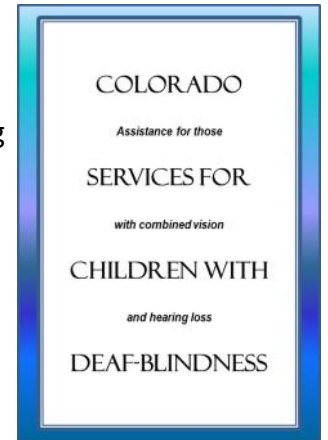 COLORADO
Assistance for those
SERVICES FOR
with combined vision
CHILDREN WITH
and hearing loss
DEAF-BLINDNESS